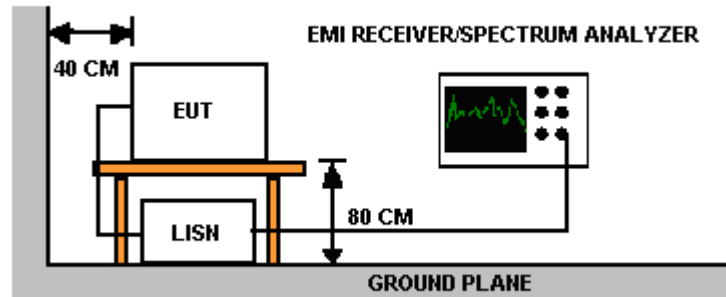 EMI RECEIVER/SPECTRUM ANALYZER
40 CM
EUT
80 CM
LISN
GROUND PLANE